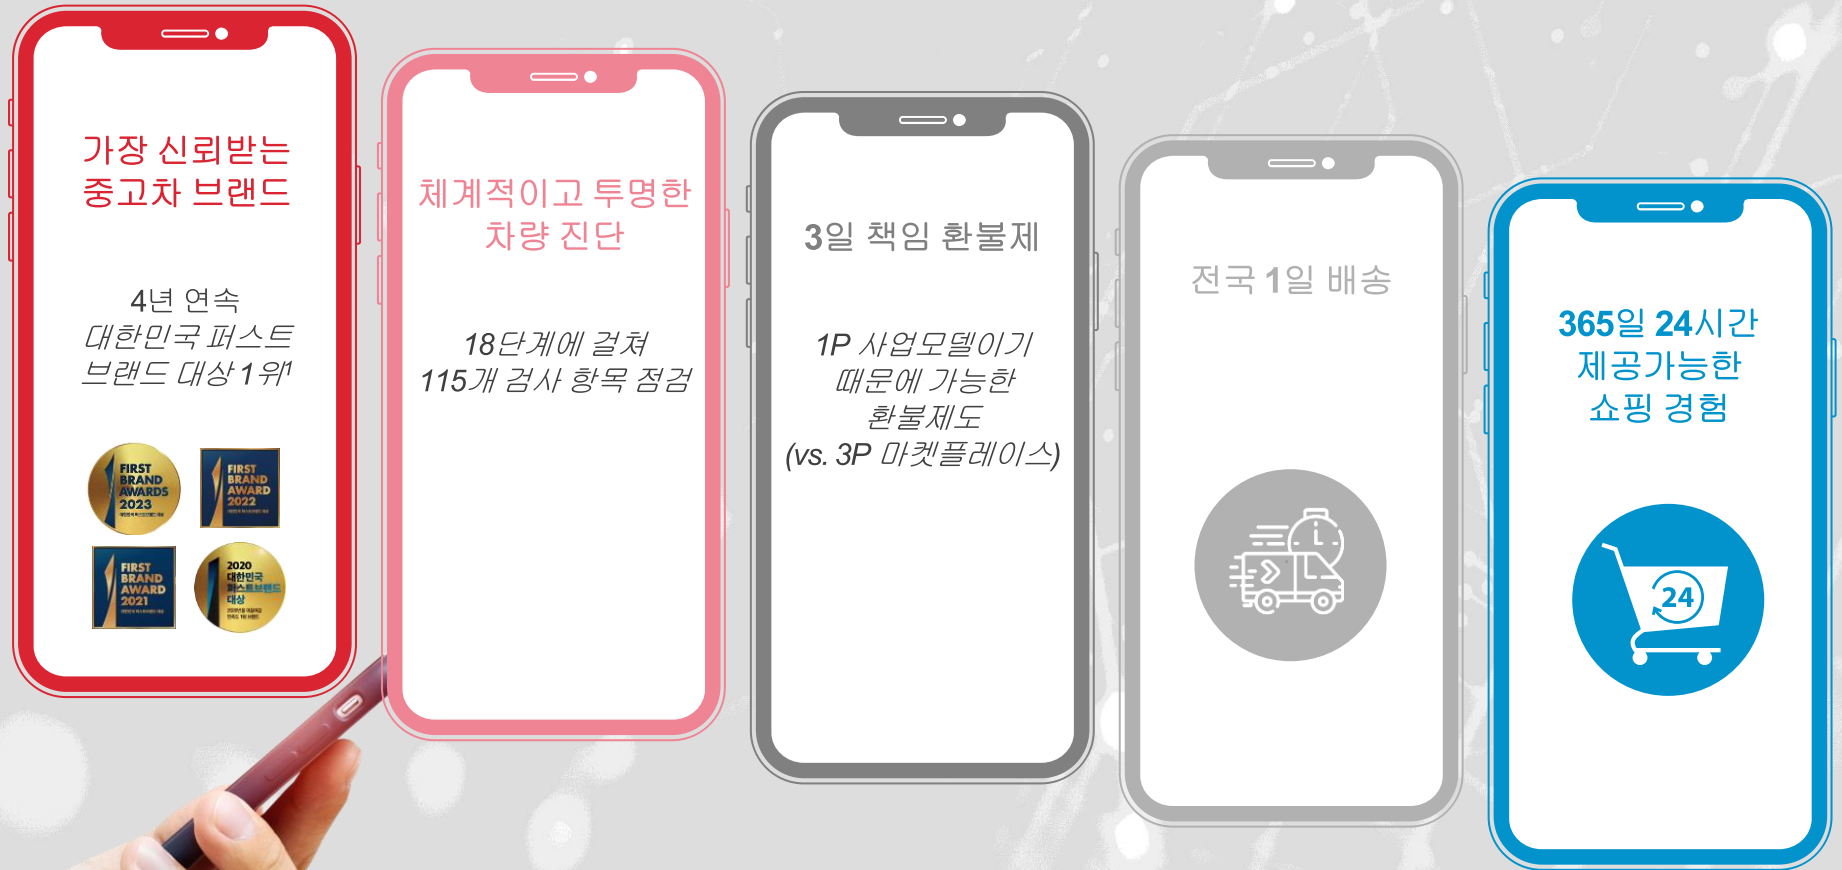 가장 신뢰받는
중고차 브랜드
4년 연속
대한민국 퍼스트
브랜드 대상 1위¹
FIRST
BRAND
AWARDS
2023
FIRST
BRAND
AWARD
2022
FIRST
BRAND
AWARD
2021
2020
대한민국
퍼스트브랜드
대상
체계적이고 투명한
차량 진단
18단계에 걸쳐
115개 검사 항목 점검
3일 책임 환불제
1P 사업모델이기
때문에 가능한
환불제도
(vs. 3P 마켓플레이스)
전국 1일 배송
365일 24시간
제공가능한
쇼핑 경험
24